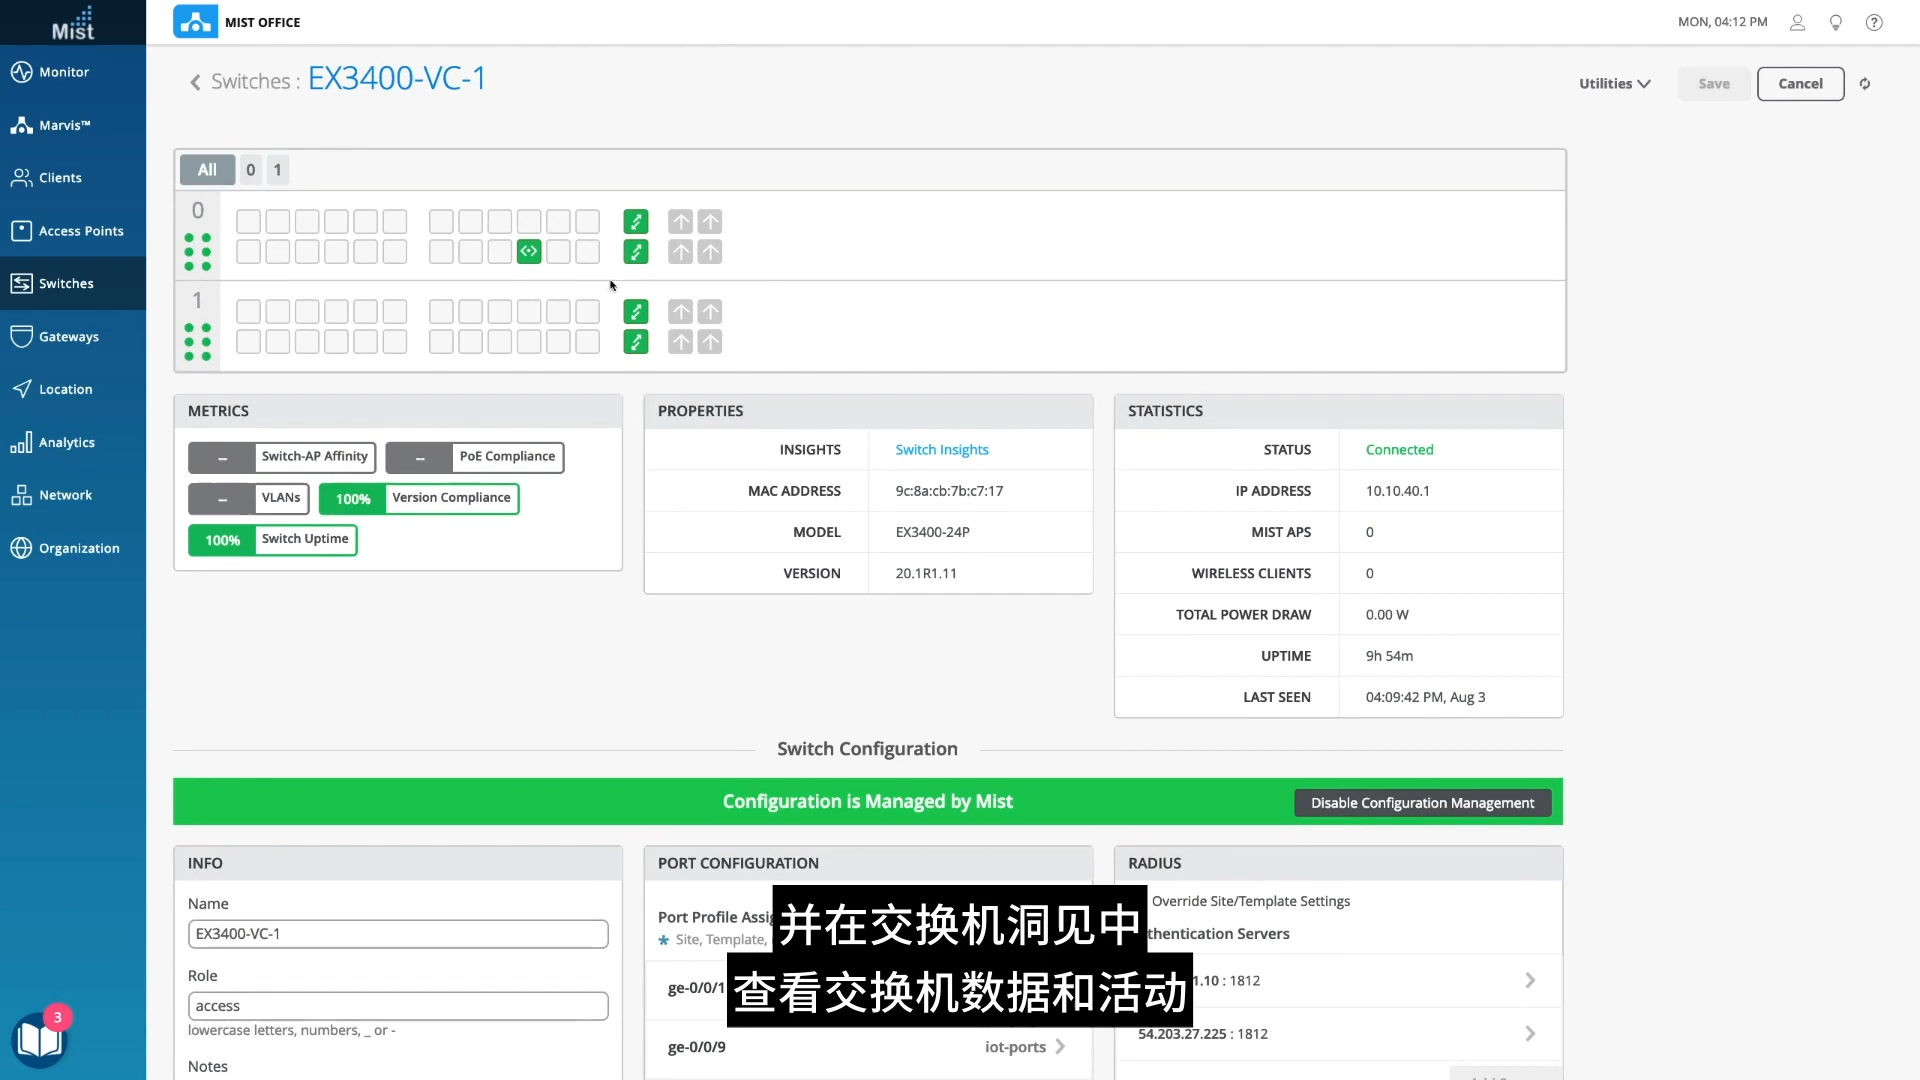 Mist
MIST OFFICE
MON, 04:12 PM
Monitor
Marvis™
Clients
Access Points
Switches
Gateways
Location
Analytics
Network
Organization
3
Switches : EX3400-VC-1
Utilities
Save
Cancel
All 0 1
0
1
METRICS
-- Switch-AP Affinity
-- PoE Compliance
-- VLANs
100% Version Compliance
100% Switch Uptime
PROPERTIES
INSIGHTS Switch Insights
MAC ADDRESS 9c:8a:cb:7b:c7:17
MODEL EX3400-24P
VERSION 20.1R1.11
STATISTICS
STATUS Connected
IP ADDRESS 10.10.40.1
MIST APS 0
WIRELESS CLIENTS 0
TOTAL POWER DRAW 0.00 W
UPTIME 9h 54m
LAST SEEN 04:09:42 PM, Aug 3
Switch Configuration
Configuration is Managed by Mist
Disable Configuration Management
INFO
Name
EX3400-VC-1
Role
access
lowercase letters, numbers, _ or -
Notes
PORT CONFIGURATION
Port Profile
* Site, Template,
ge-0/0/1
ge-0/0/9 iot-ports
RADIUS
Override Site/Template Settings
Servers
1.10 : 1812
54.203.27.225 : 1812
并在交换机洞见中
查看交换机数据和活动